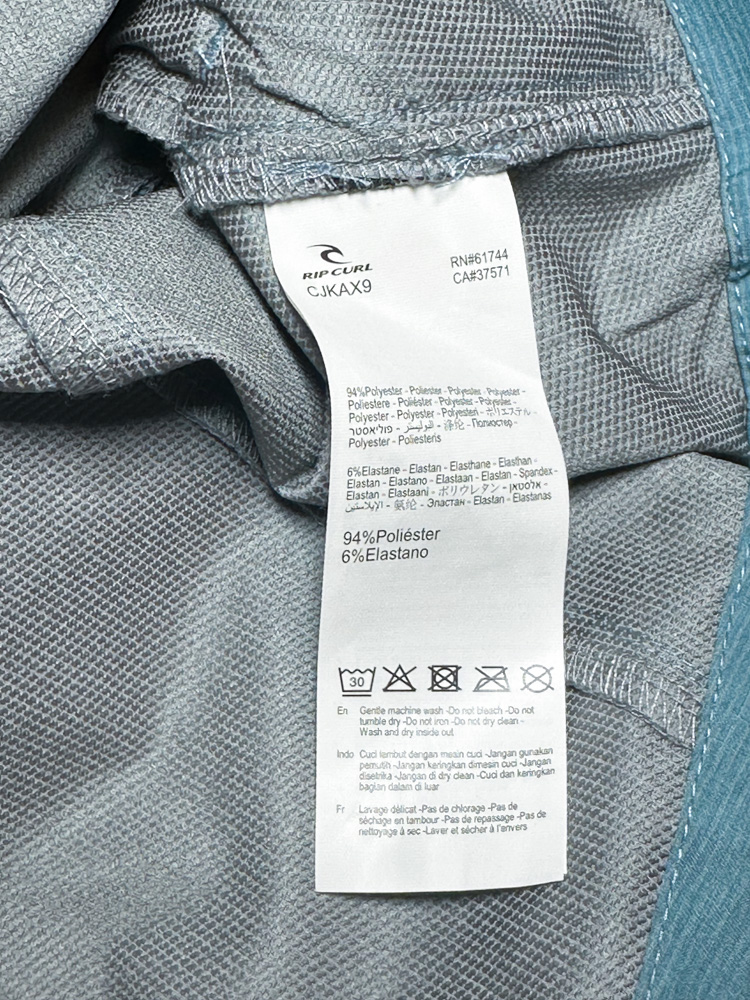 RIP CURL
CJKAX9
RN#61744
CA#37571
94%Polyester - Poliester - Polyester - Polyester -
Poliestere - Poliéster - Polyester - Polyester -
Polyester - Polyester - Polyesteri - ポリエステル -
פוליאסטר - البوليستر - 涤纶 - Полиэстер -
Polyester - Poliesteris
6%Elastane - Elastan - Elasthane - Elasthan -
Elastan - Elastano - Elastaan - Elastan - Spandex -
Elastan - Elastaani - ポリウレタン - אלסטאן -
الإيلاستين - 氨纶 - Эластан - Elastan - Elastanas
94%Poliéster
6%Elastano
30
En Gentle machine wash -Do not bleach -Do not
tumble dry -Do not iron -Do not dry clean -
Wash and dry inside out
Indo Cuci lembut dengan mesin cuci -Jangan gunakan
pemutih -Jangan keringkan dimesin cuci -Jangan
disetrika -Jangan di dry clean -Cuci dan keringkan
bagian dalam di luar
Fr Lavage délicat -Pas de chlorage -Pas de
séchage en tambour -Pas de repassage -Pas de
nettoyage à sec -Laver et sécher à l'envers